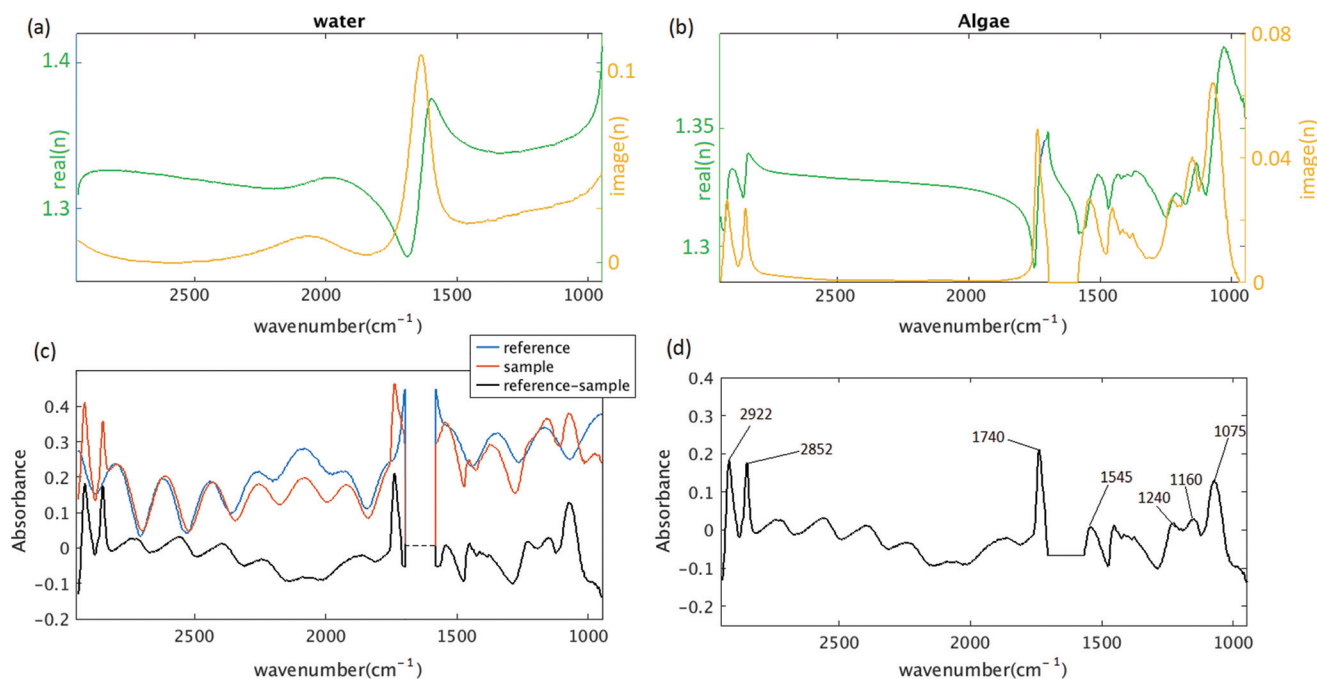 (a)
water
1.4
1.3
real(n)
0.1
0
image(n)
2500
2000
1500
1000
wavenumber(cm⁻¹)
(b)
Algae
1.35
1.3
real(n)
0.08
0.04
0
image(n)
2500
2000
1500
1000
wavenumber(cm⁻¹)
(c)
reference
sample
reference-sample
0.4
0.3
0.2
0.1
0
-0.1
-0.2
Absorbance
2500
2000
1500
1000
wavenumber(cm⁻¹)
(d)
0.4
0.3
0.2
0.1
0
-0.1
-0.2
Absorbance
2922
2852
1740
1545
1240
1160
1075
2500
2000
1500
1000
wavenumber(cm⁻¹)